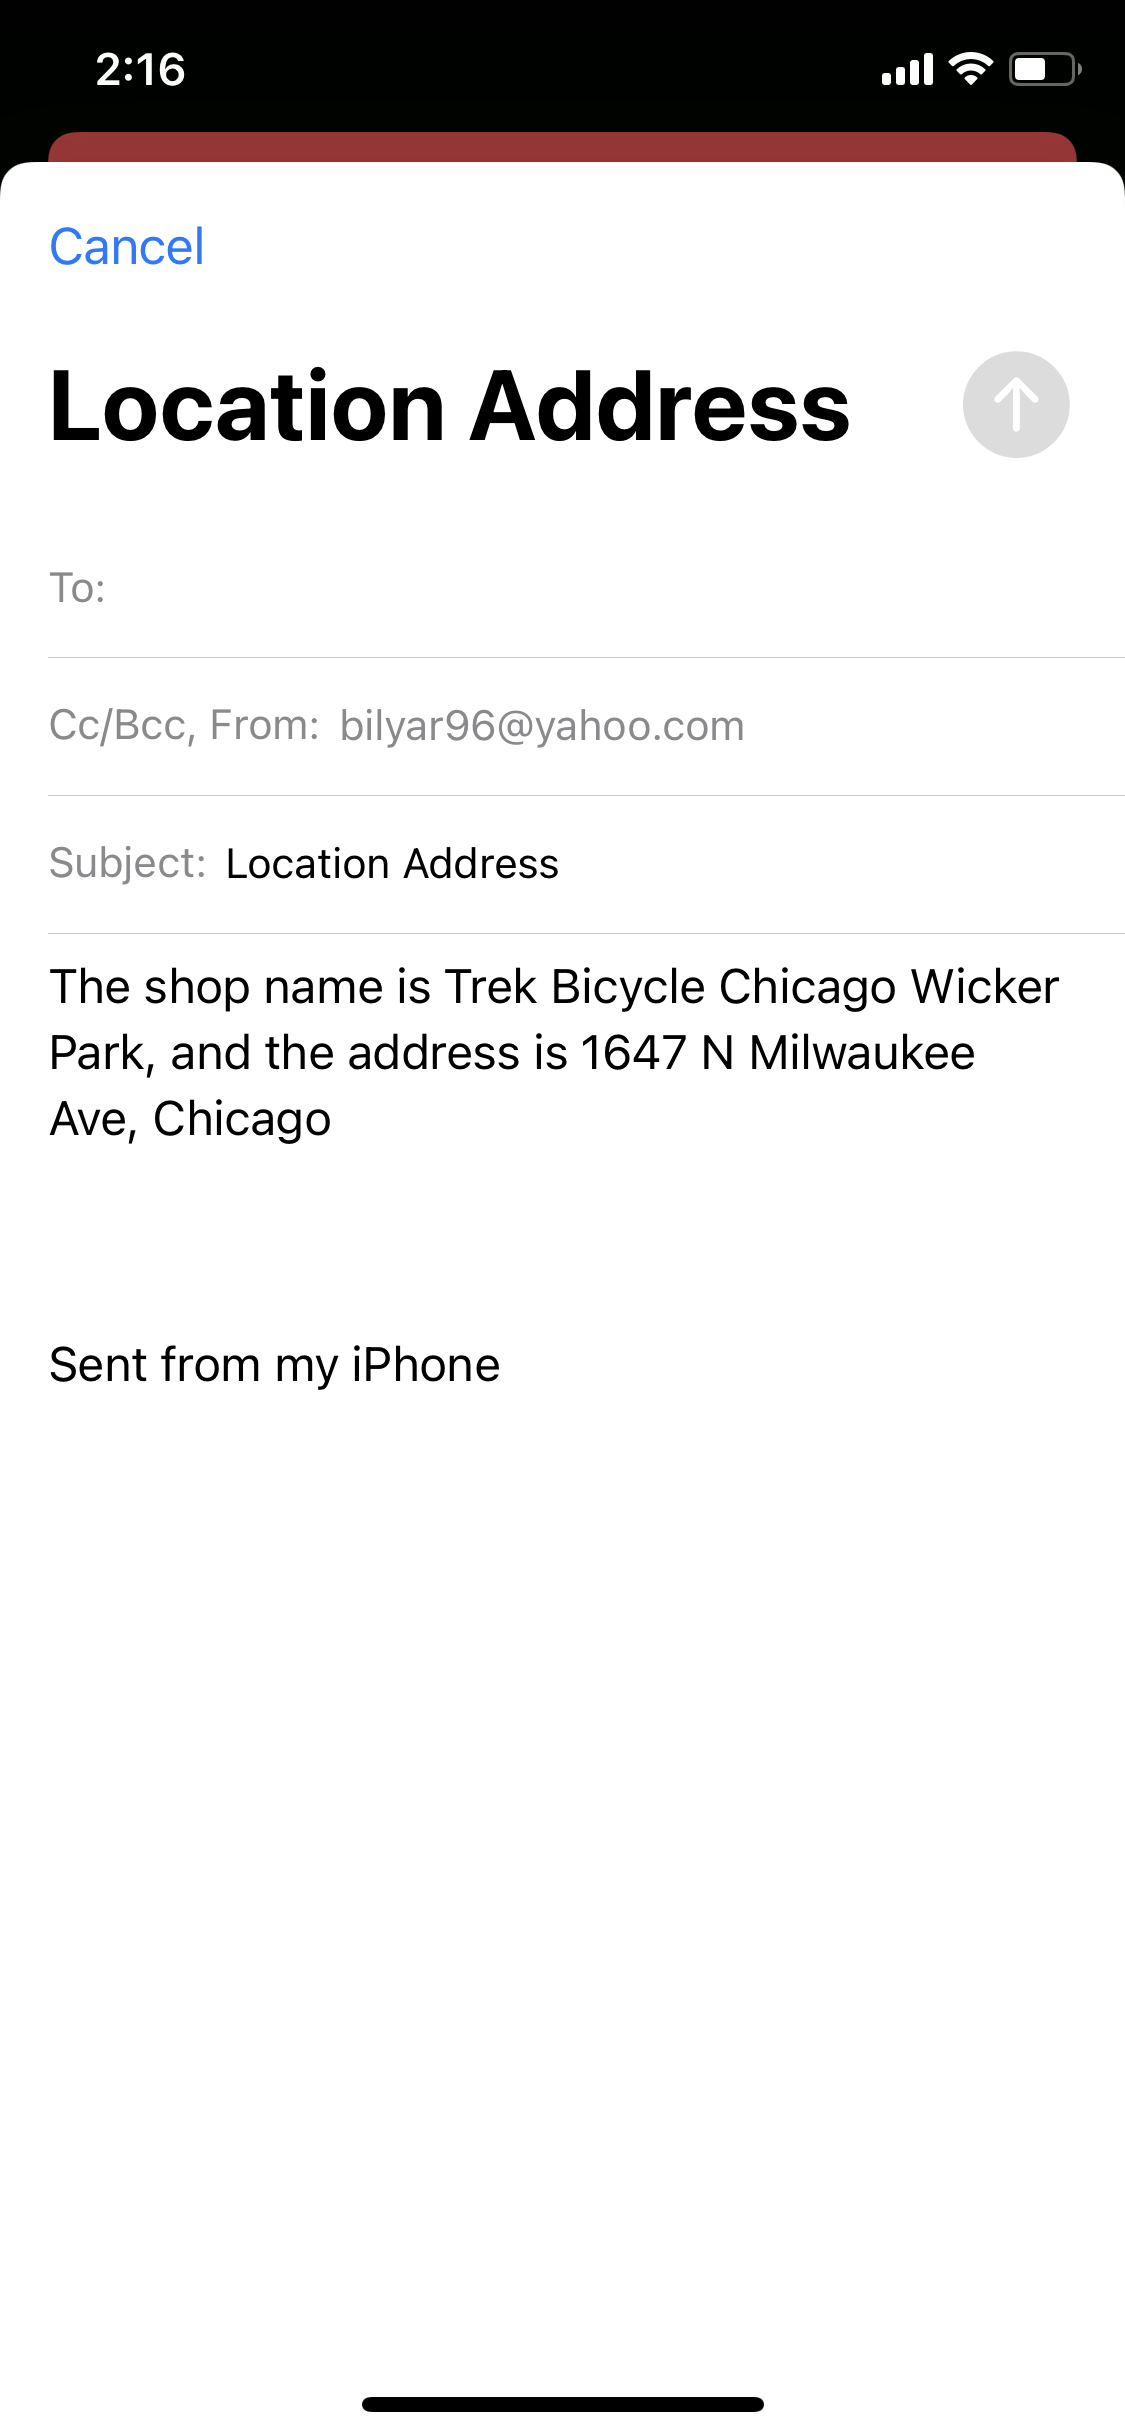 2:16
Cancel
Location Address
To:
Cc/Bcc, From: bilyar96@yahoo.com
Subject: Location Address
The shop name is Trek Bicycle Chicago Wicker
Park, and the address is 1647 N Milwaukee
Ave, Chicago
Sent from my iPhone